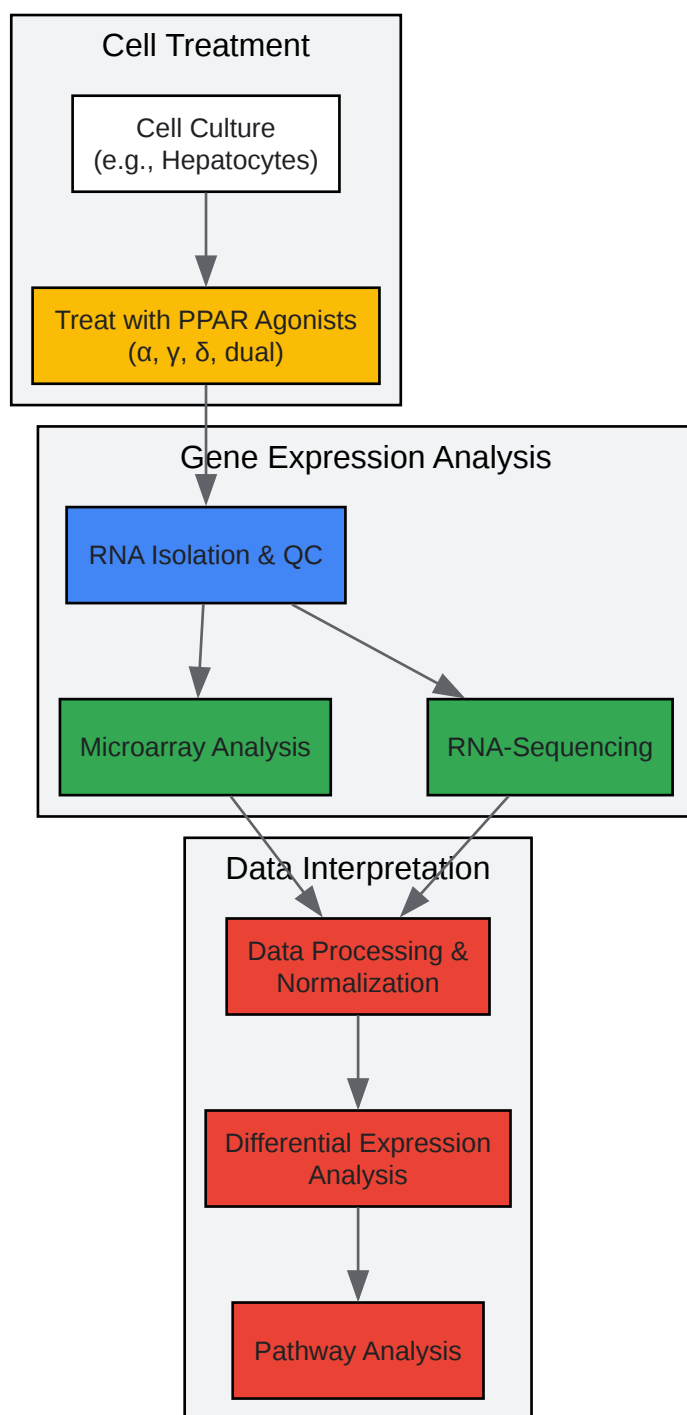 Cell Treatment
Cell Culture
(e.g., Hepatocytes)
Treat with PPAR Agonists
(α, γ, δ, dual)
Gene Expression Analysis
RNA Isolation & QC
Microarray Analysis
RNA-Sequencing
Data Interpretation
Data Processing &
Normalization
Differential Expression
Analysis
Pathway Analysis